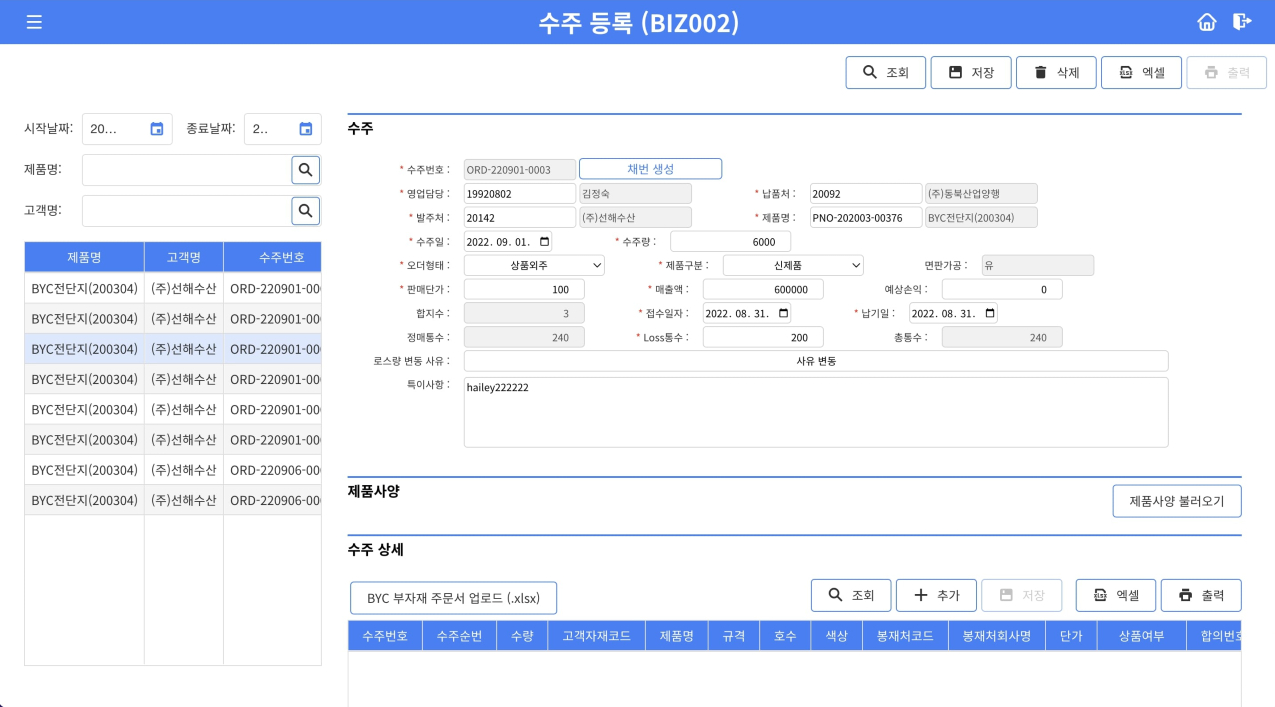 수주 등록 (BIZ002)
조회 저장 삭제 엑셀 출력
시작날짜: 20... 종료날짜: 2..
제품명:
고객명:
제품명 고객명 수주번호
BYC전단지(200304) (주)선해수산 ORD-220901-00
BYC전단지(200304) (주)선해수산 ORD-220901-00
BYC전단지(200304) (주)선해수산 ORD-220901-00
BYC전단지(200304) (주)선해수산 ORD-220901-00
BYC전단지(200304) (주)선해수산 ORD-220901-00
BYC전단지(200304) (주)선해수산 ORD-220901-00
BYC전단지(200304) (주)선해수산 ORD-220906-00
BYC전단지(200304) (주)선해수산 ORD-220906-00
수주
* 수주번호 : ORD-220901-0003 채번 생성
* 영업담당 : 19920802 김정숙 * 납품처 : 20092 (주)동북산업양행
* 발주처 : 20142 (주)선해수산 * 제품명 : PNO-202003-00376 BYC전단지(200304)
* 수주일 : 2022. 09. 01. * 수주량 : 6000
* 오더형태 : 상품외주 * 제품구분 : 신제품 면판가공 : 유
* 판매단가 : 100 * 매출액 : 600000 예상손익 : 0
합지수 : 3 * 접수일자 : 2022. 08. 31. * 납기일 : 2022. 08. 31.
정매통수 : 240 * Loss통수 : 200 총통수 : 240
로스량 변동 사유 : 사유 변동
특이사항 : hailey222222
제품사양
제품사양 불러오기
수주 상세
BYC 부자재 주문서 업로드 (.xlsx) 조회 추가 저장 엑셀 출력
수주번호 수주순번 수량 고객자재코드 제품명 규격 호수 색상 봉재처코드 봉재처회사명 단가 상품여부 합의번호